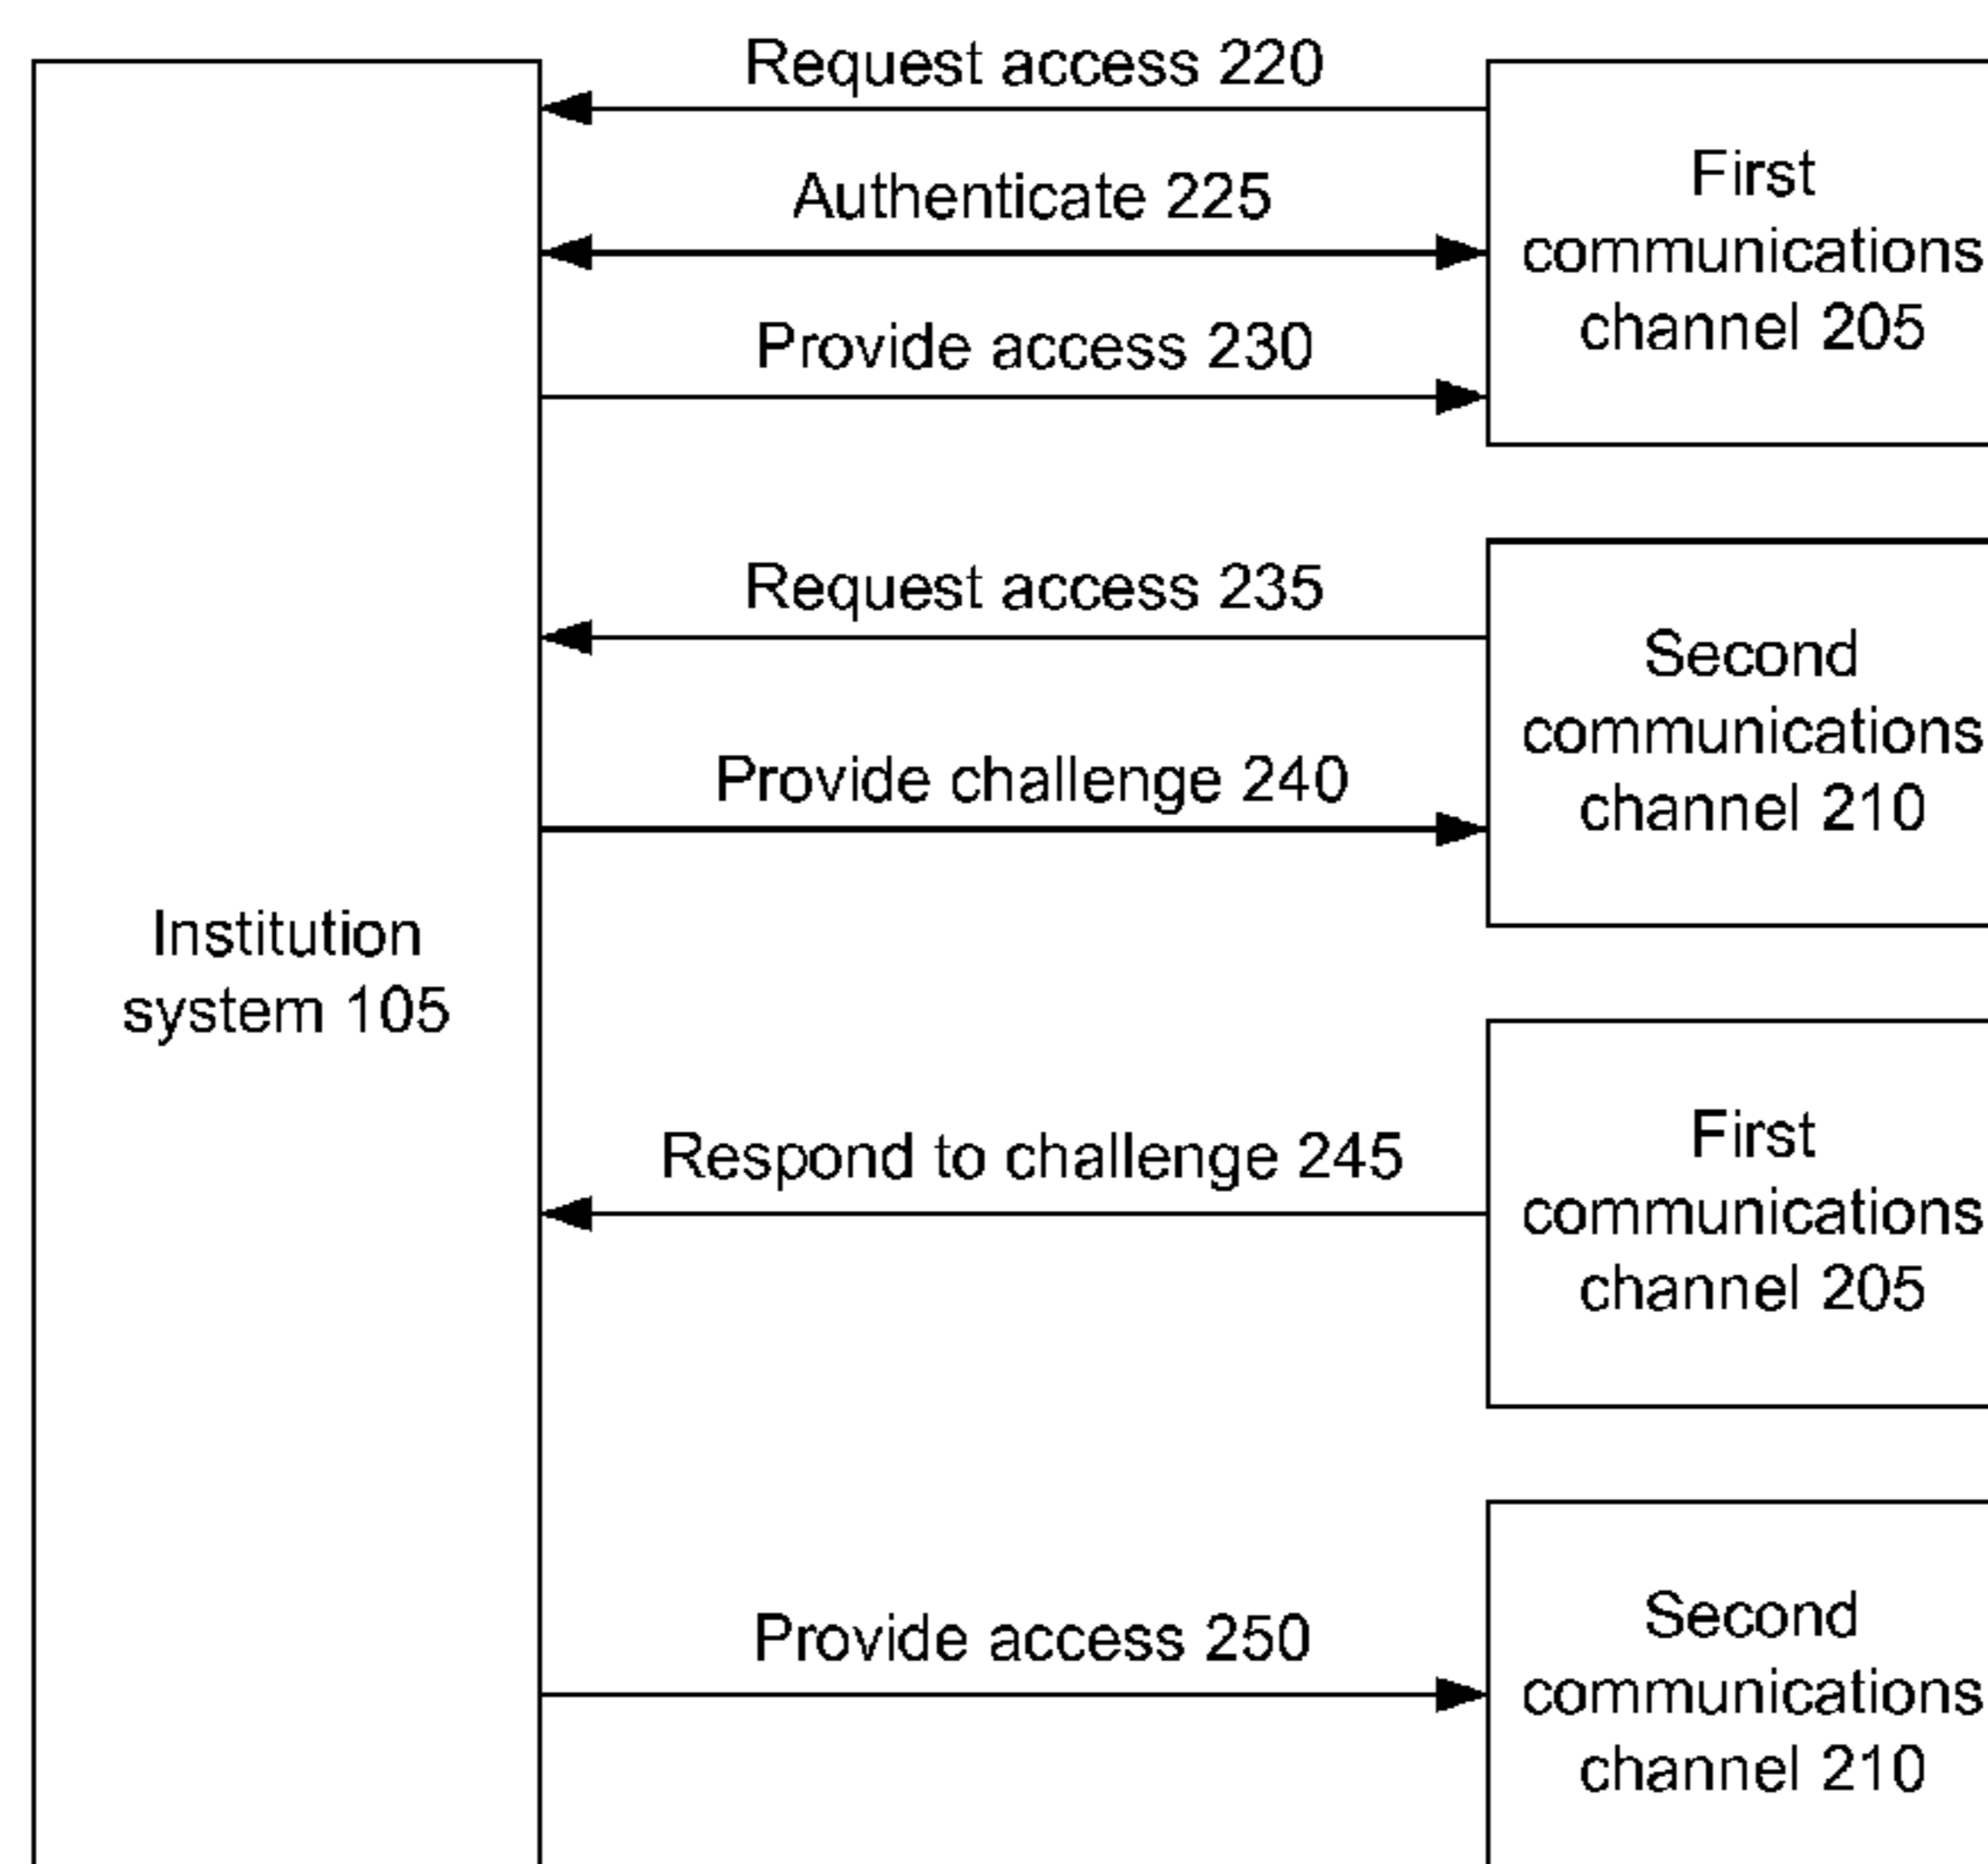 Request access 220
Authenticate 225
Provide access 230
First
communications
channel 205
Request access 235
Provide challenge 240
Second
communications
channel 210
Institution
system 105
Respond to challenge 245
First
communications
channel 205
Provide access 250
Second
communications
channel 210